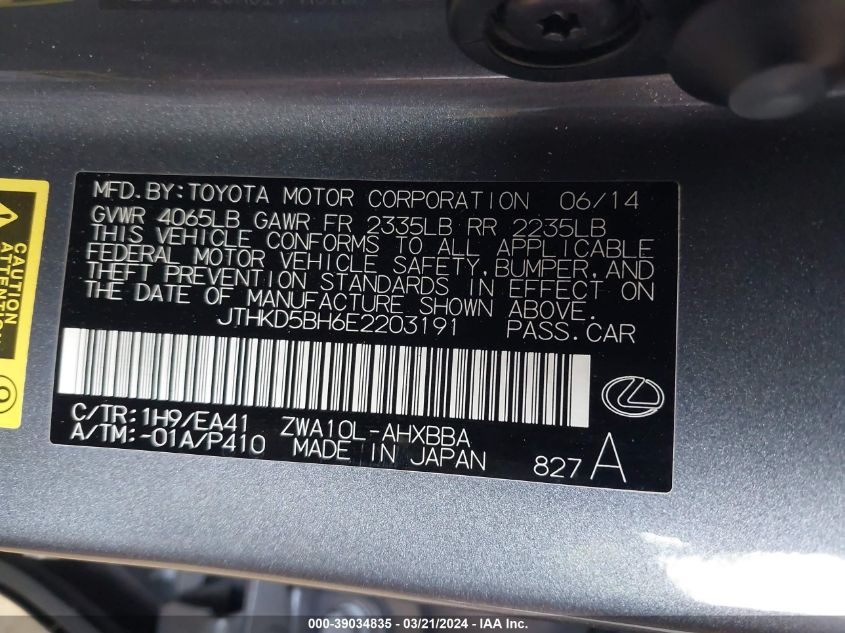 MFD.BY:TOYOTA MOTOR CORPORATION 06/14
GVWR 4065LB GAWR FR 2335LB RR 2235LB
THIS VEHICLE CONFORMS TO ALL APPLICABLE
FEDERAL MOTOR VEHICLE SAFETY,BUMPER,AND
THEFT PREVENTION STANDARDS IN EFFECT ON
THE DATE OF MANUFACTURE SHOWN ABOVE.
JTHKD5BH6E2203191 PASS.CAR
C/TR:1H9/EA41 ZWA10L-AHXBBA
A/TM:-01A/P410 MADE IN JAPAN 827 A
CAUTION
ATTENTION
000-39034835 - 03/21/2024 - IAA Inc.